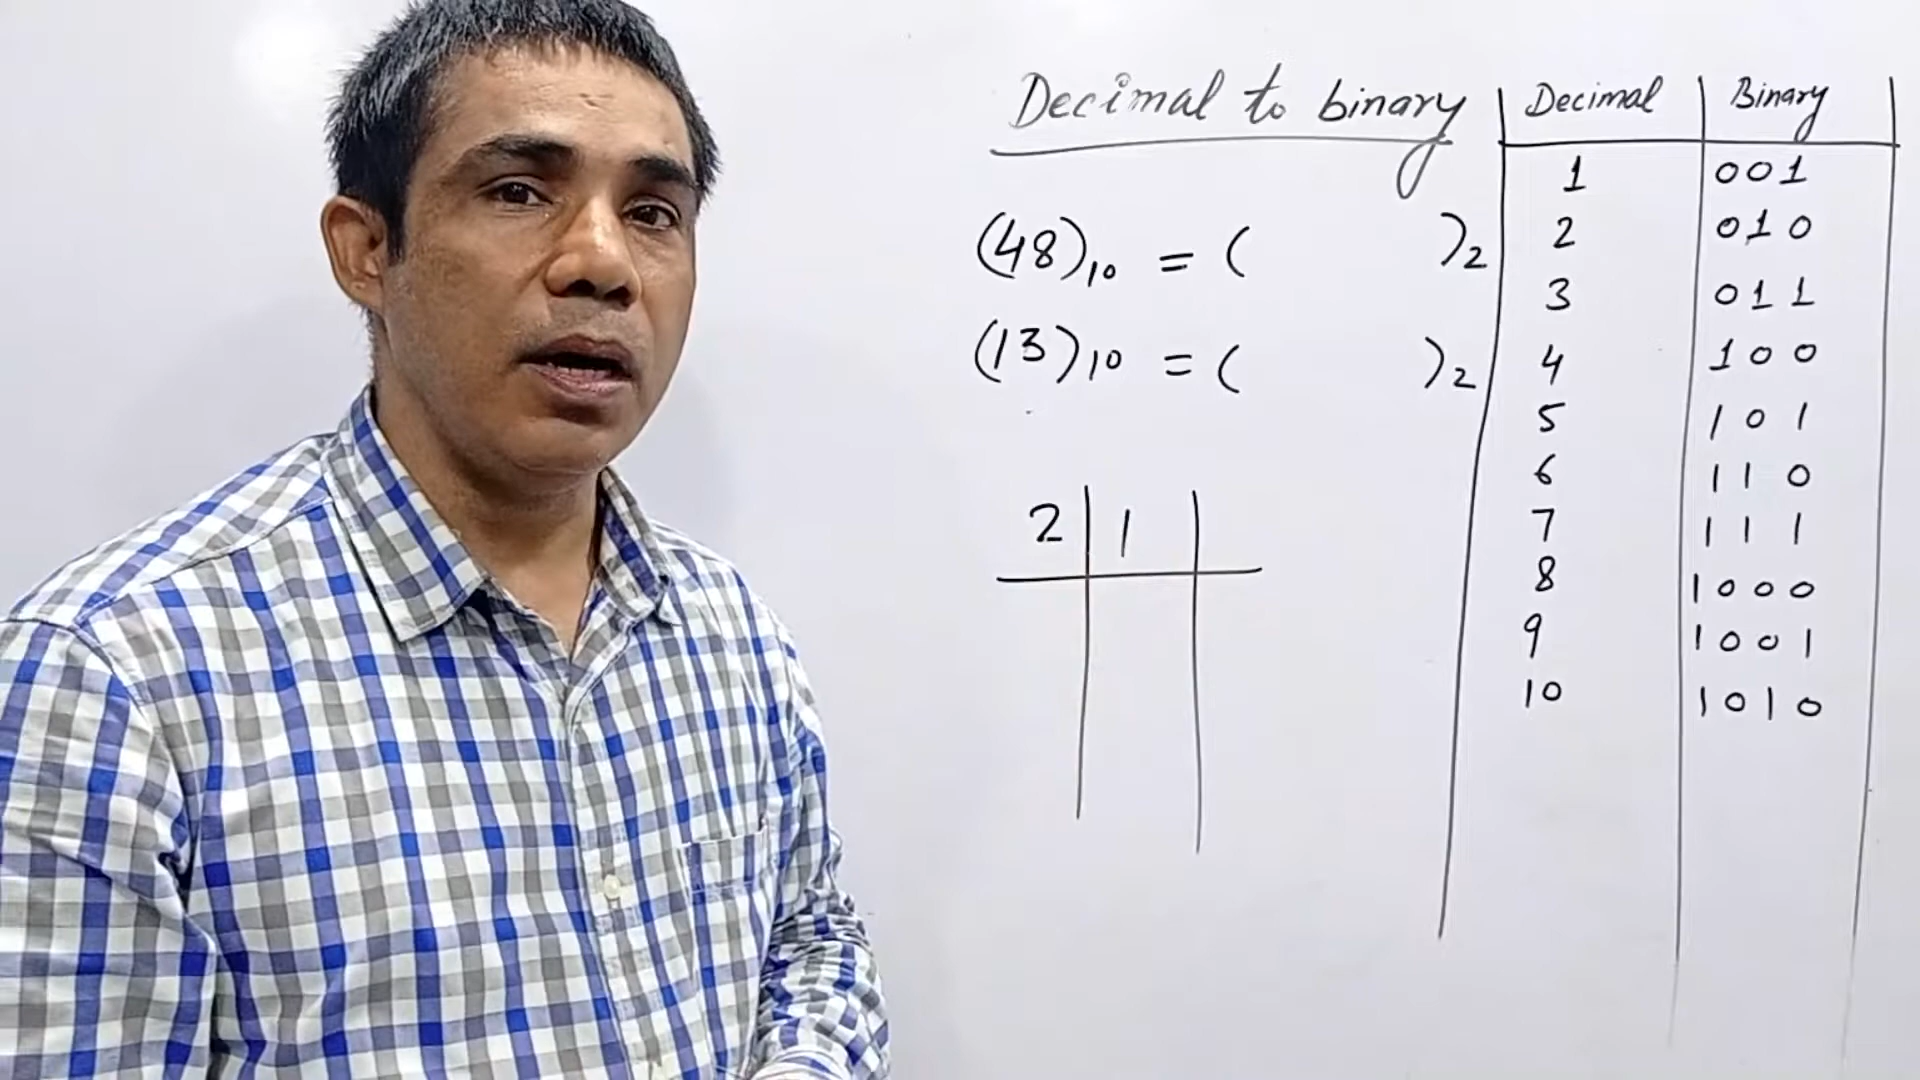 Decimal to binary
(48)₁₀ = ( )₂
(13)₁₀ = ( )₂
2 | 1 |
Decimal | Binary
1 | 001
2 | 010
3 | 011
4 | 100
5 | 101
6 | 110
7 | 111
8 | 1000
9 | 1001
10 | 1010